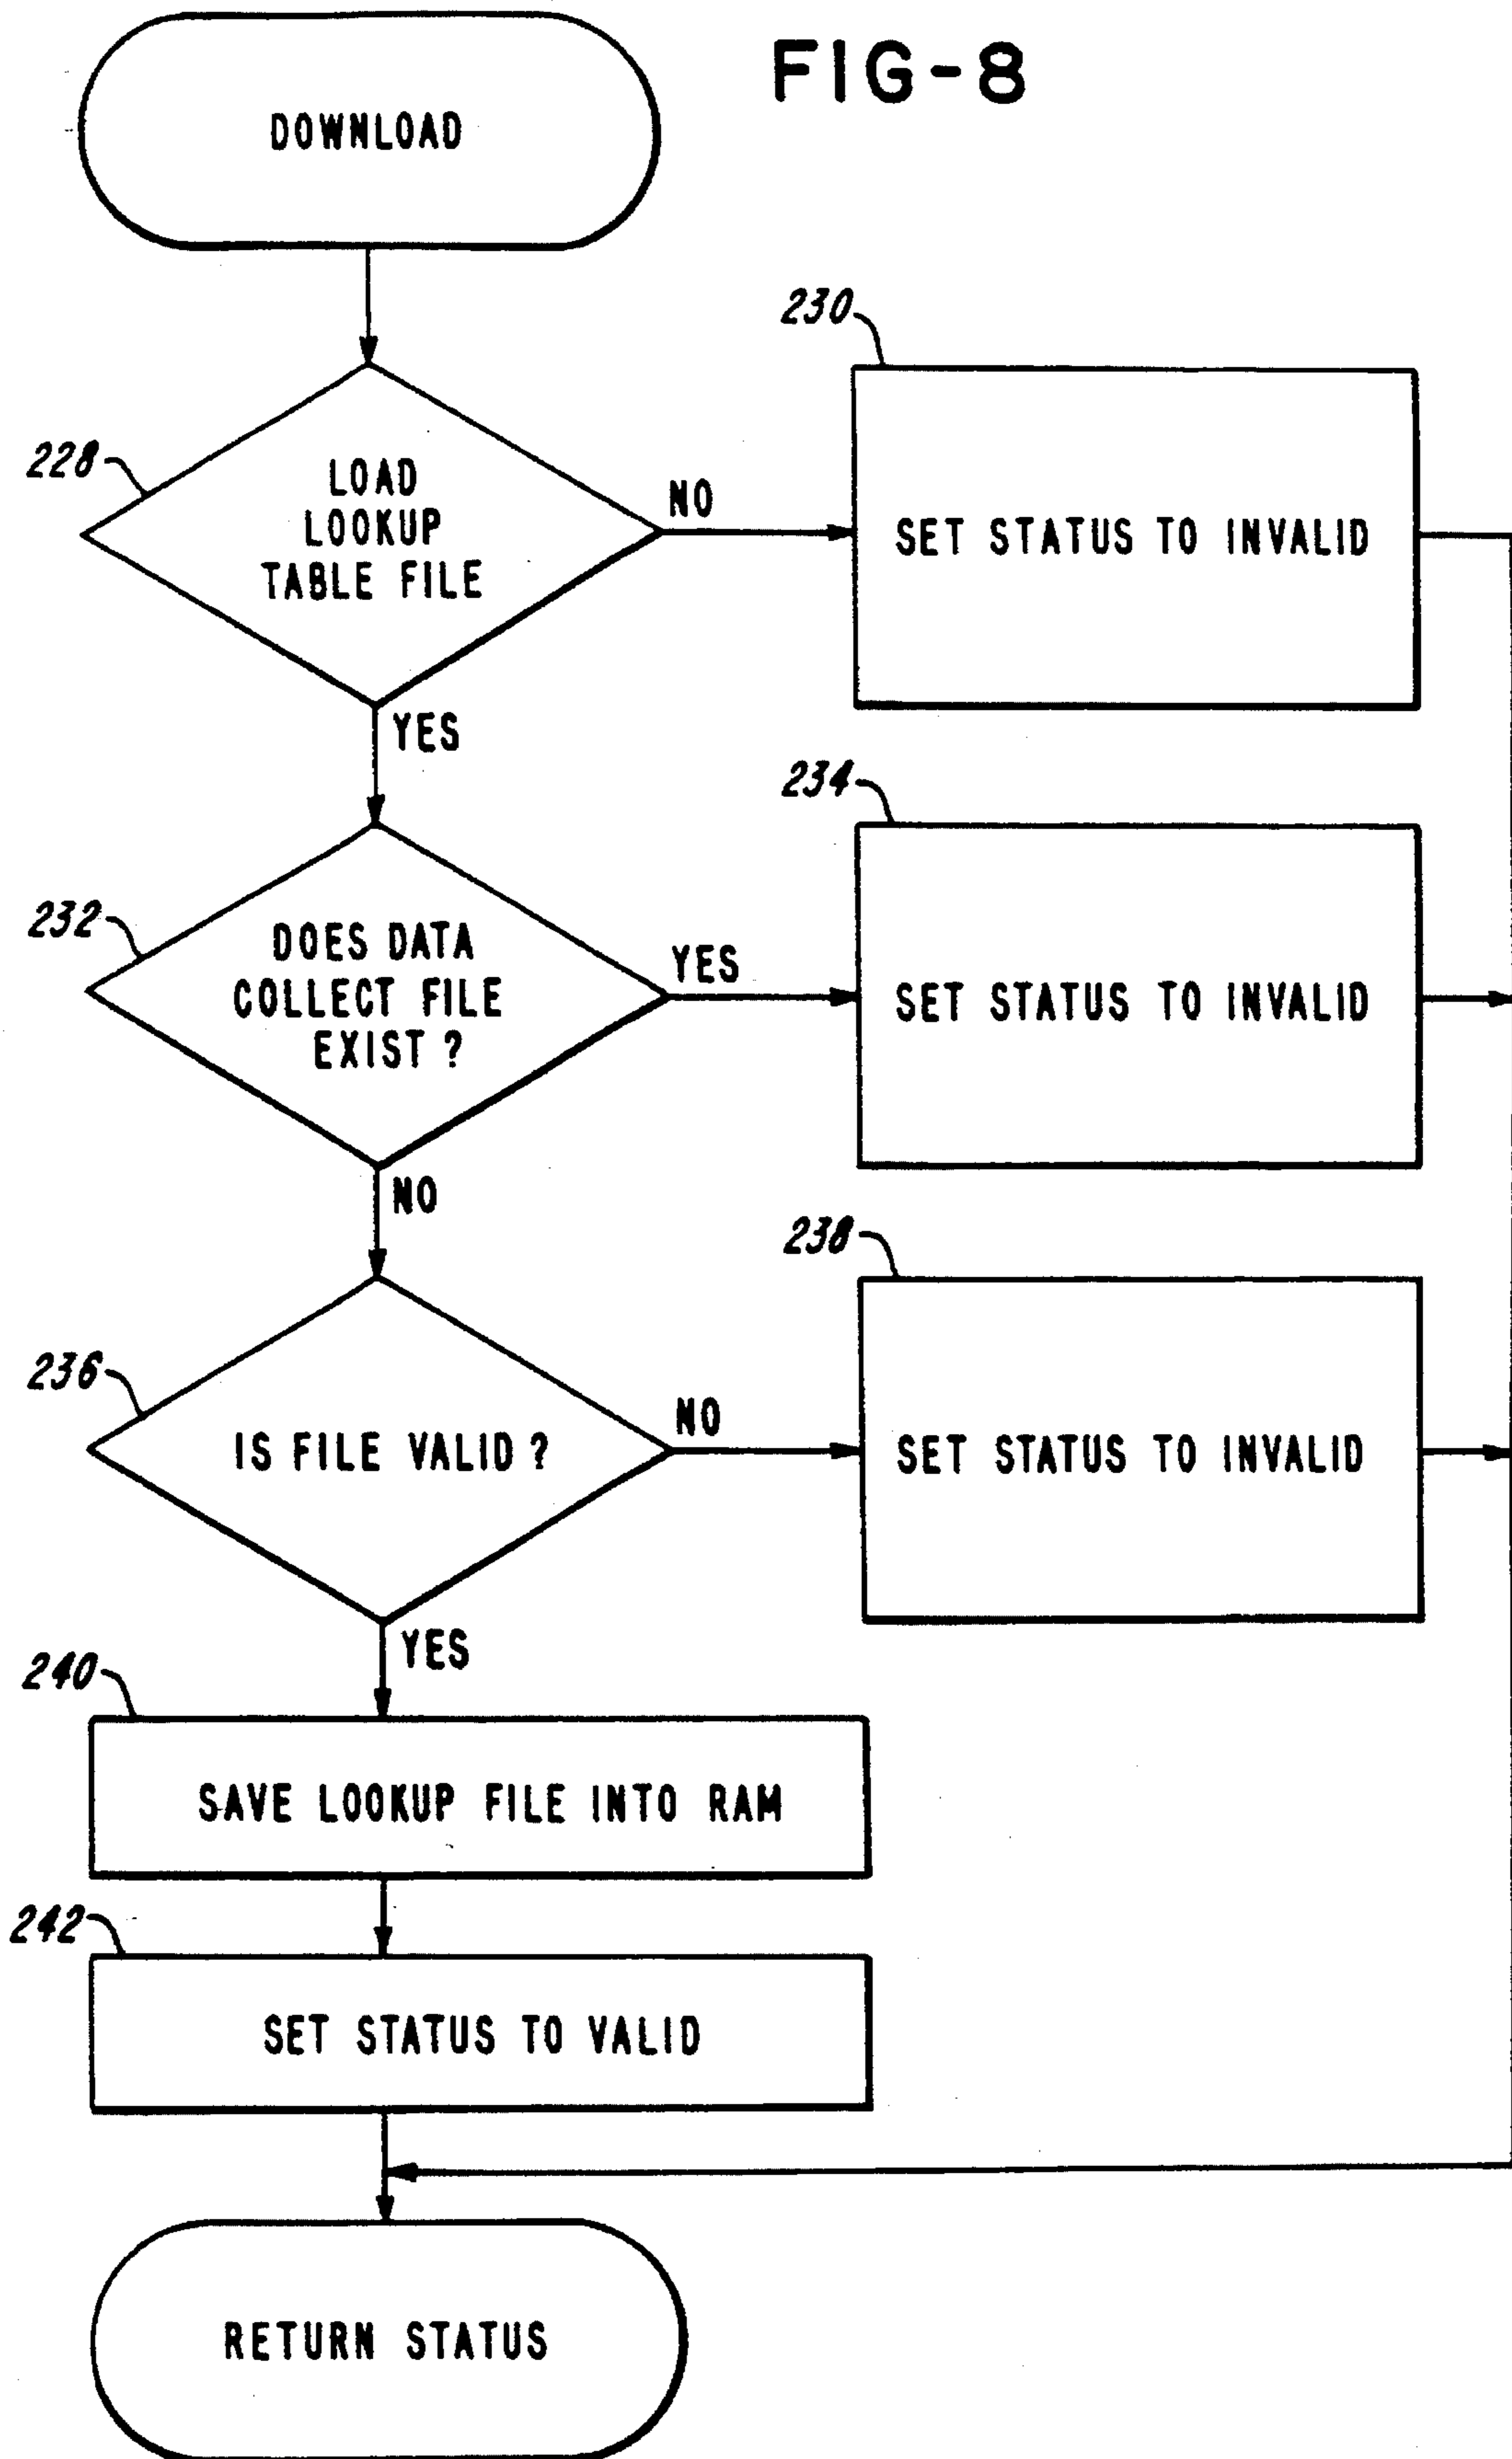 FIG-8
DOWNLOAD
230
228
LOAD
LOOKUP
TABLE FILE
NO
SET STATUS TO INVALID
YES
234
232
DOES DATA
COLLECT FILE
EXIST ?
YES
SET STATUS TO INVALID
NO
238
236
IS FILE VALID ?
NO
SET STATUS TO INVALID
YES
240
SAVE LOOKUP FILE INTO RAM
242
SET STATUS TO VALID
RETURN STATUS